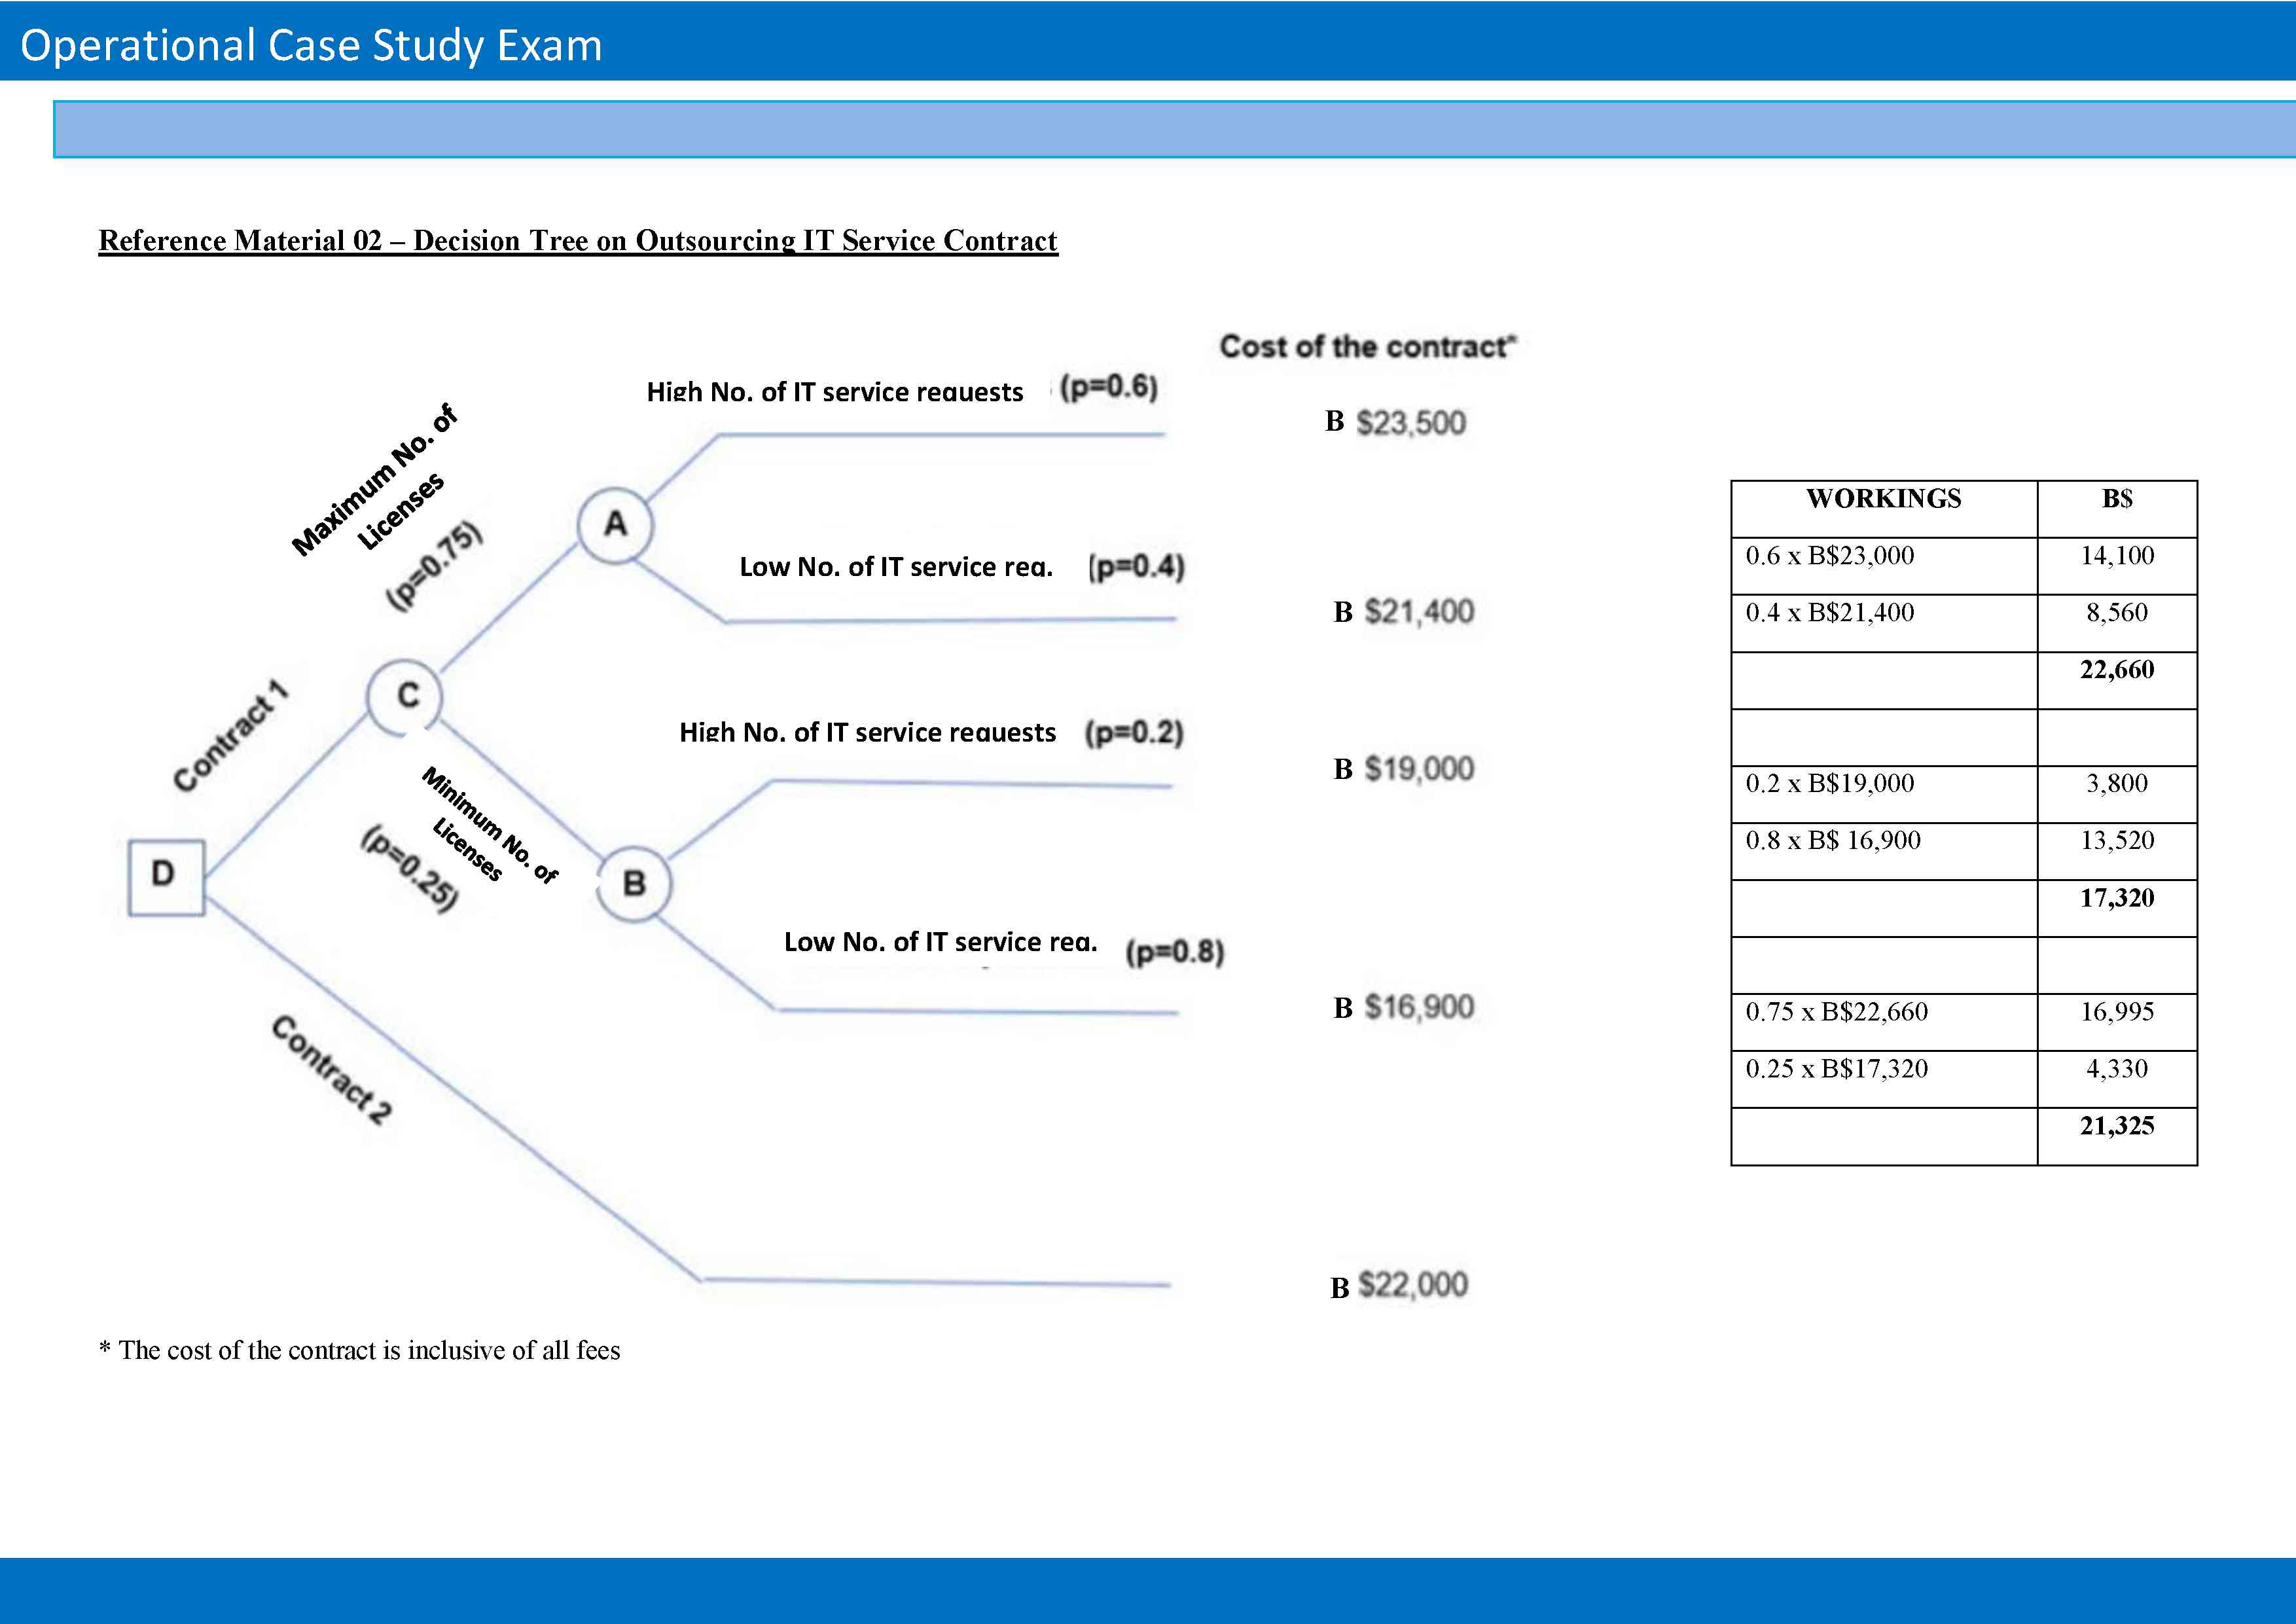 Operational Case Study Exam
Reference Material 02 – Decision Tree on Outsourcing IT Service Contract
Cost of the contract*
High No. of IT service requests (p=0.6)
B $23,500
Maximum No. of
Licenses
(p=0.75)
A
Low No. of IT service req. (p=0.4)
B $21,400
Contract 1
C
High No. of IT service requests (p=0.2)
B $19,000
Minimum No. of
Licenses
(p=0.25)
D
B
Low No. of IT service req. (p=0.8)
B $16,900
Contract 2
B $22,000
WORKINGS B$
0.6 x B$23,000 14,100
0.4 x B$21,400 8,560
22,660
0.2 x B$19,000 3,800
0.8 x B$ 16,900 13,520
17,320
0.75 x B$22,660 16,995
0.25 x B$17,320 4,330
21,325
* The cost of the contract is inclusive of all fees